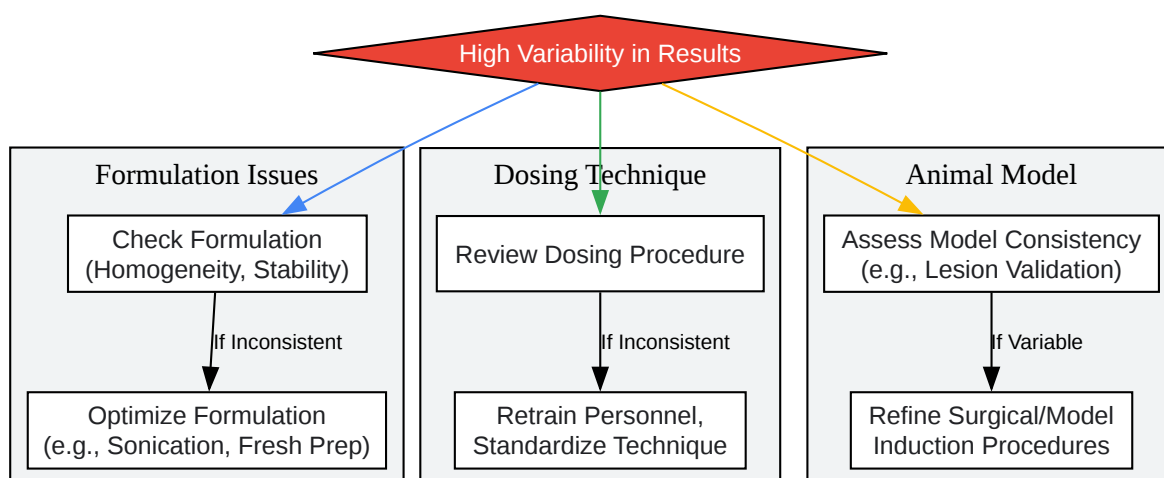 High Variability in Results
Formulation Issues
Check Formulation
(Homogeneity, Stability)
If Inconsistent
Optimize Formulation
(e.g., Sonication, Fresh Prep)
Dosing Technique
Review Dosing Procedure
If Inconsistent
Retrain Personnel,
Standardize Technique
Animal Model
Assess Model Consistency
(e.g., Lesion Validation)
If Variable
Refine Surgical/Model
Induction Procedures